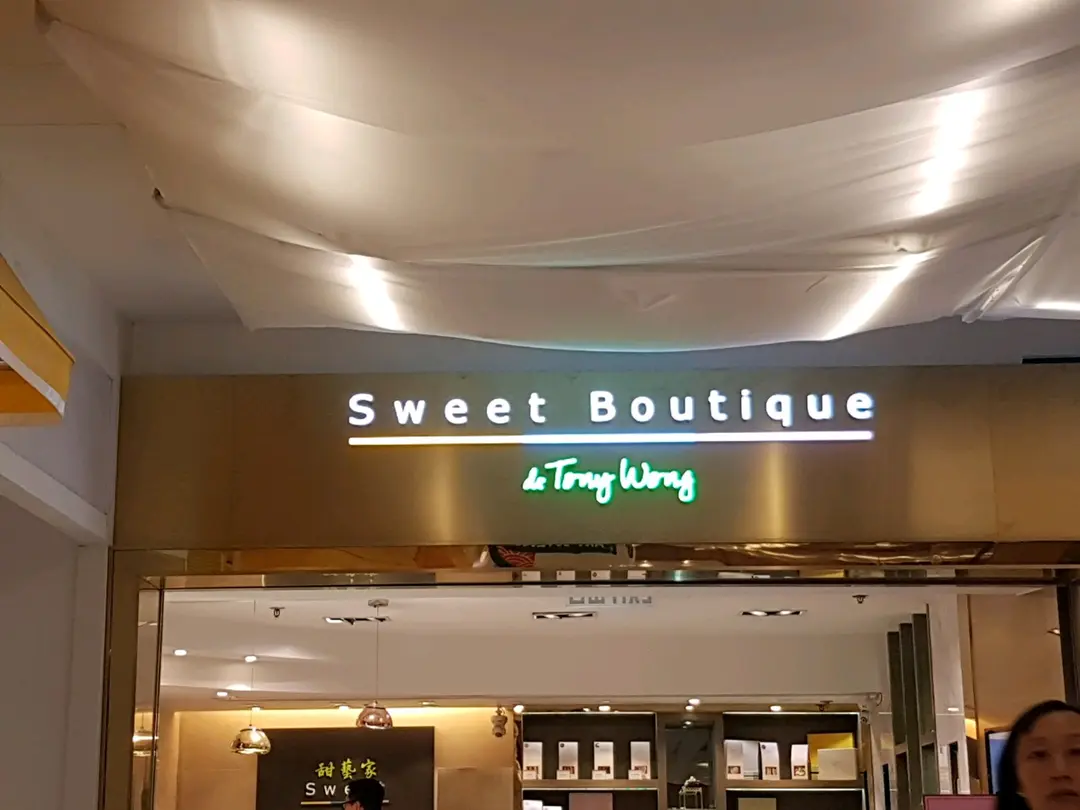 Sweet Boutique
de Tony Wong
甜藝家
Swe